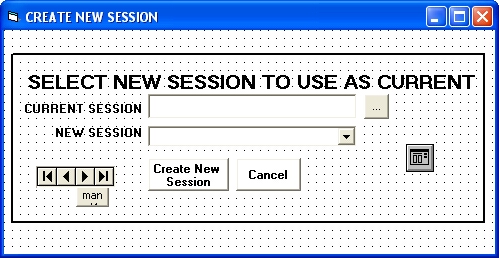 CREATE NEW SESSION
SELECT NEW SESSION TO USE AS CURRENT
CURRENT SESSION
...
NEW SESSION
Create New
Session
Cancel
man